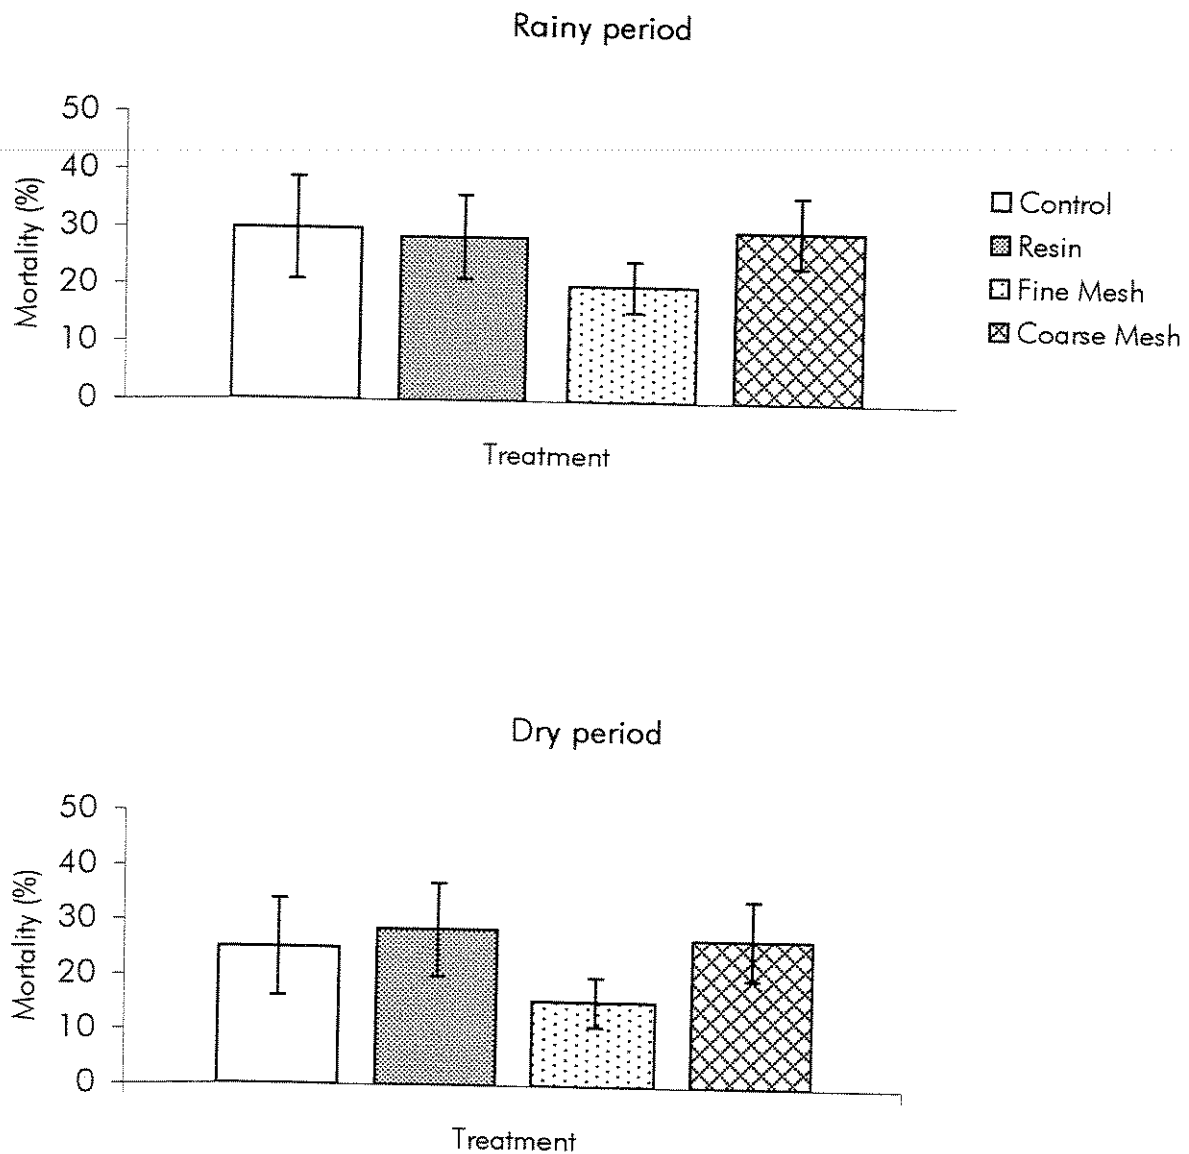 Rainy period
50
40
30
20
10
0
Mortality (%)
Control
Resin
Fine Mesh
Coarse Mesh
Treatment
Dry period
50
40
30
20
10
0
Mortality (%)
Treatment